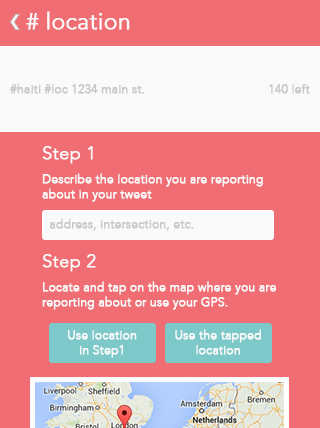 ❮ # location
#haiti #loc 1234 main st. 140 left
Step 1
Describe the location you are reporting
about in your tweet
address, intersection, etc.
Step 2
Locate and tap on the map where you are
reporting about or use your GPS.
Use location
in Step1
Use the tapped
location
Liverpool Sheffield
Birmingham
Bristol London
Amsterdam
Netherlands
Bremen